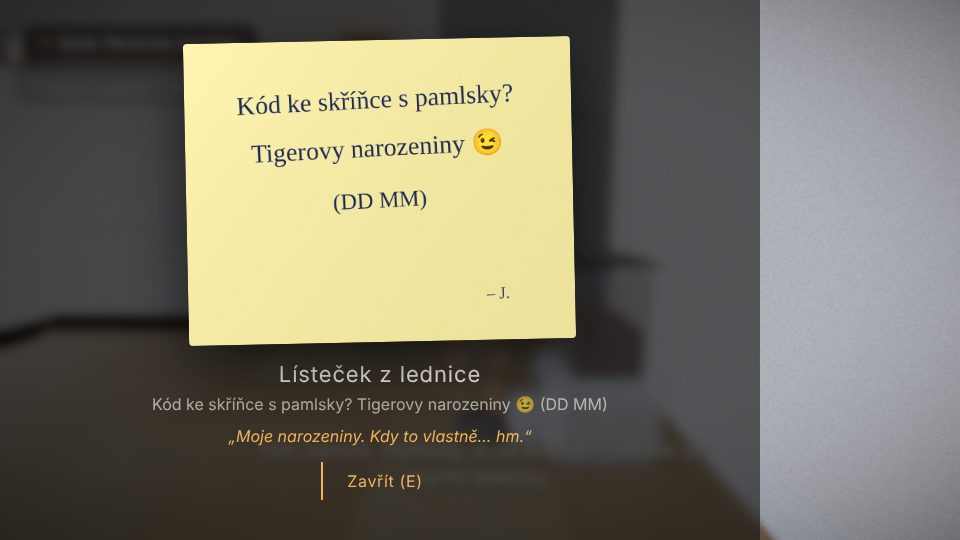 Kód ke skříňce s pamlsky?
Tigerovy narozeniny 😉
(DD MM)
– J.
Lísteček z lednice
Kód ke skříňce s pamlsky? Tigerovy narozeniny 😉 (DD MM)
„Moje narozeniny. Kdy to vlastně... hm.“
Zavřít (E)